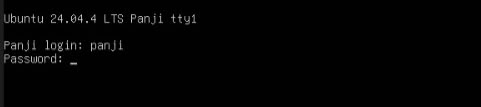 Ubuntu 24.04.4 LTS Panji tty1
Panji login: panji
Password: _